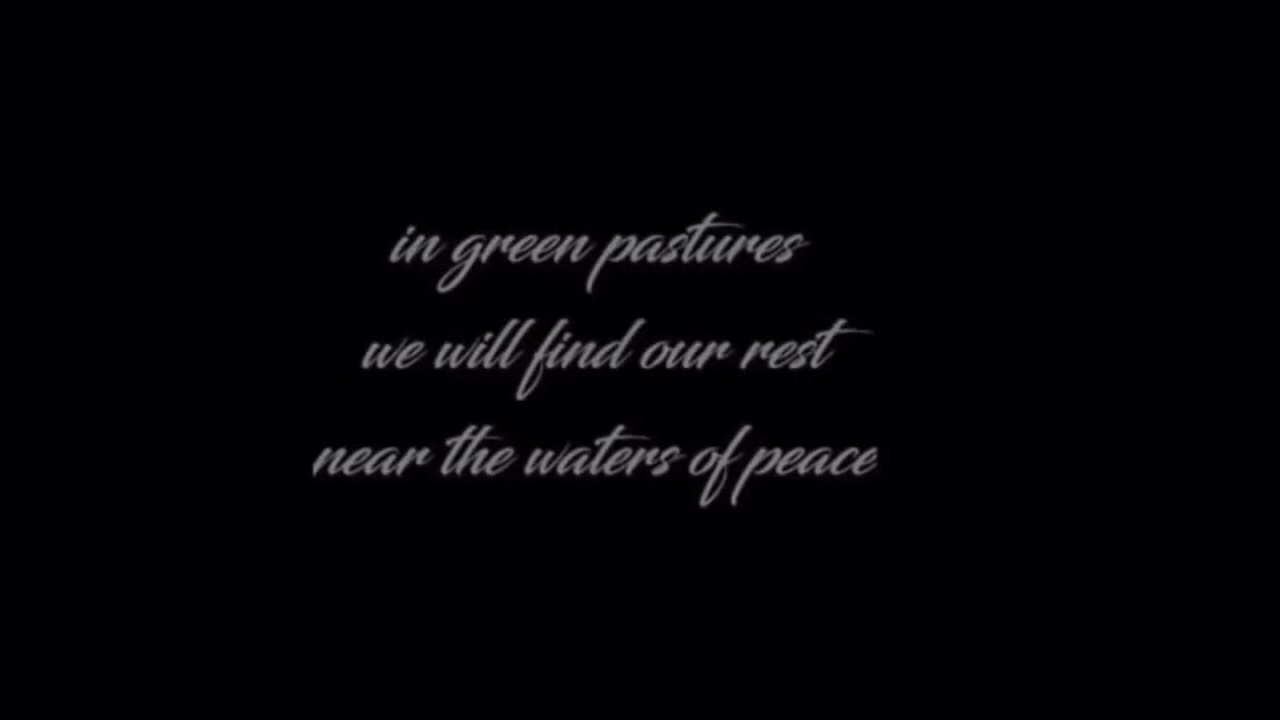 in green pastures
we will find our rest
near the waters of peace